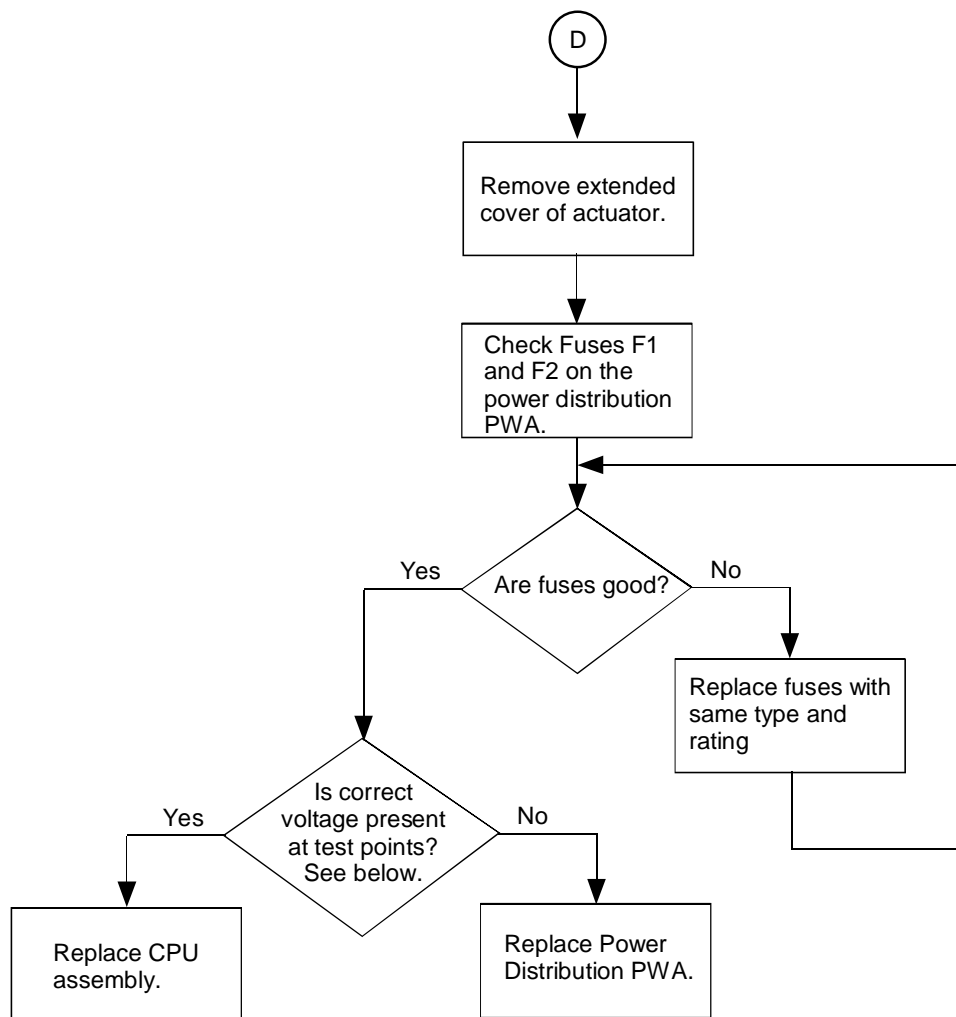 D
Remove extended
cover of actuator.
Check Fuses F1
and F2 on the
power distribution
PWA.
Yes
Are fuses good?
No
Replace fuses with
same type and
rating
Yes
Is correct
voltage present
at test points?
See below.
No
Replace CPU
assembly.
Replace Power
Distribution PWA.